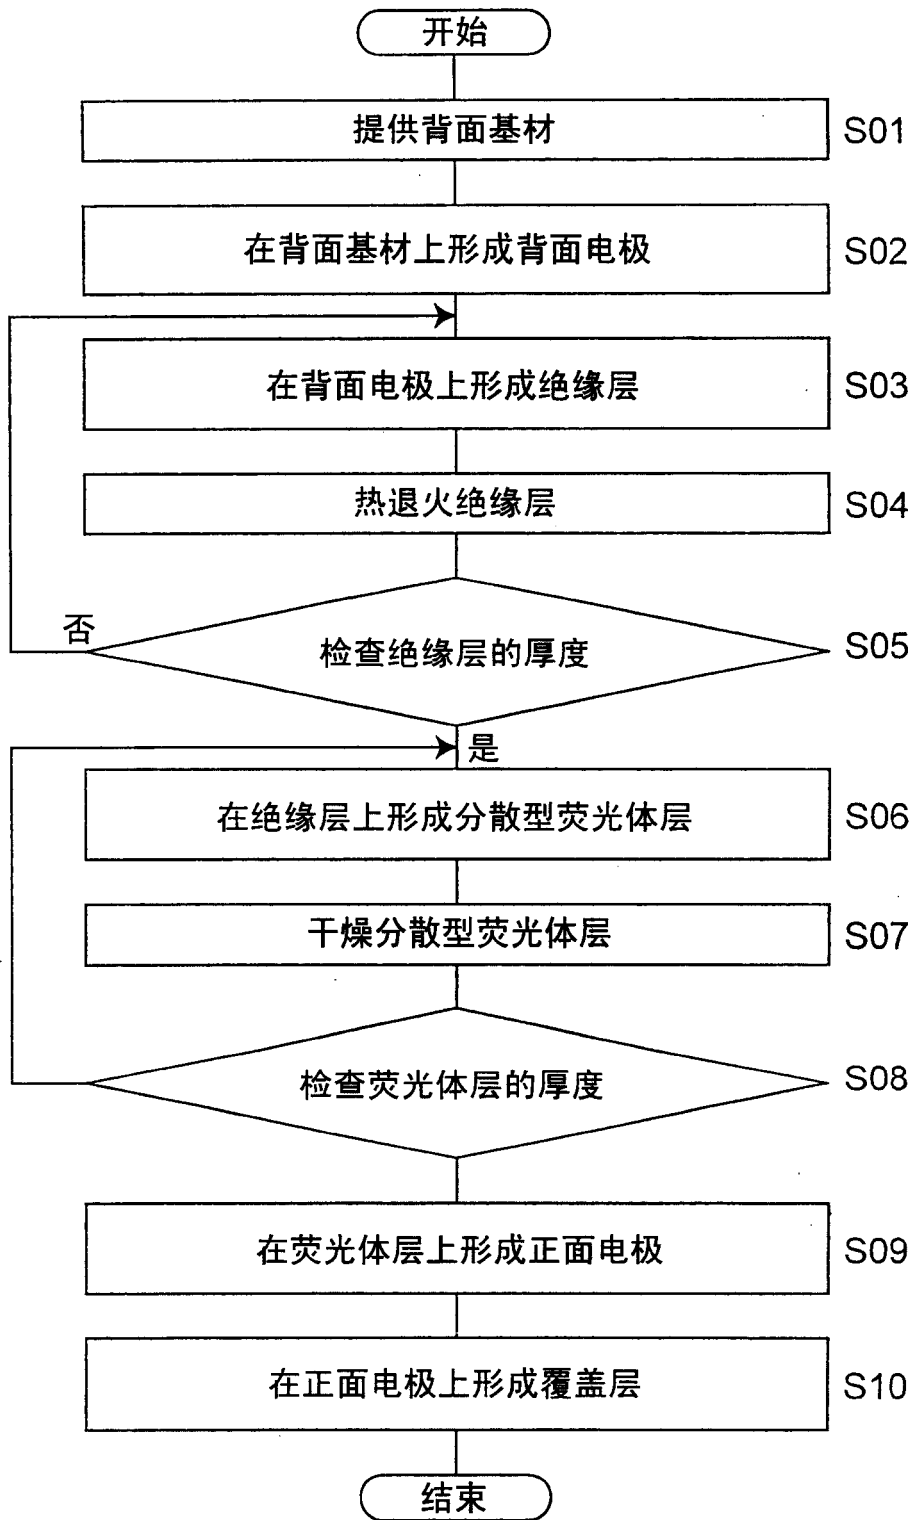 开始
提供背面基材 S01
在背面基材上形成背面电极 S02
在背面电极上形成绝缘层 S03
热退火绝缘层 S04
否
检查绝缘层的厚度 S05
是
在绝缘层上形成分散型荧光体层 S06
干燥分散型荧光体层 S07
检查荧光体层的厚度 S08
在荧光体层上形成正面电极 S09
在正面电极上形成覆盖层 S10
结束